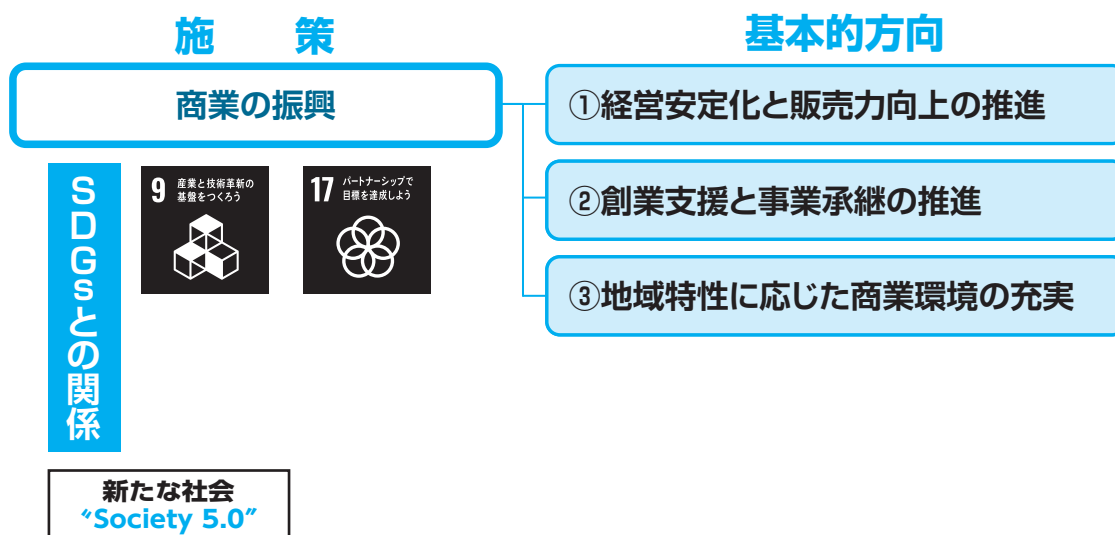 施 策
基本的方向
商業の振興
①経営安定化と販売力向上の推進
②創業支援と事業承継の推進
③地域特性に応じた商業環境の充実
SDGsとの関係
9 産業と技術革新の
基盤をつくろう
17 パートナーシップで
目標を達成しよう
新たな社会
“Society 5.0”